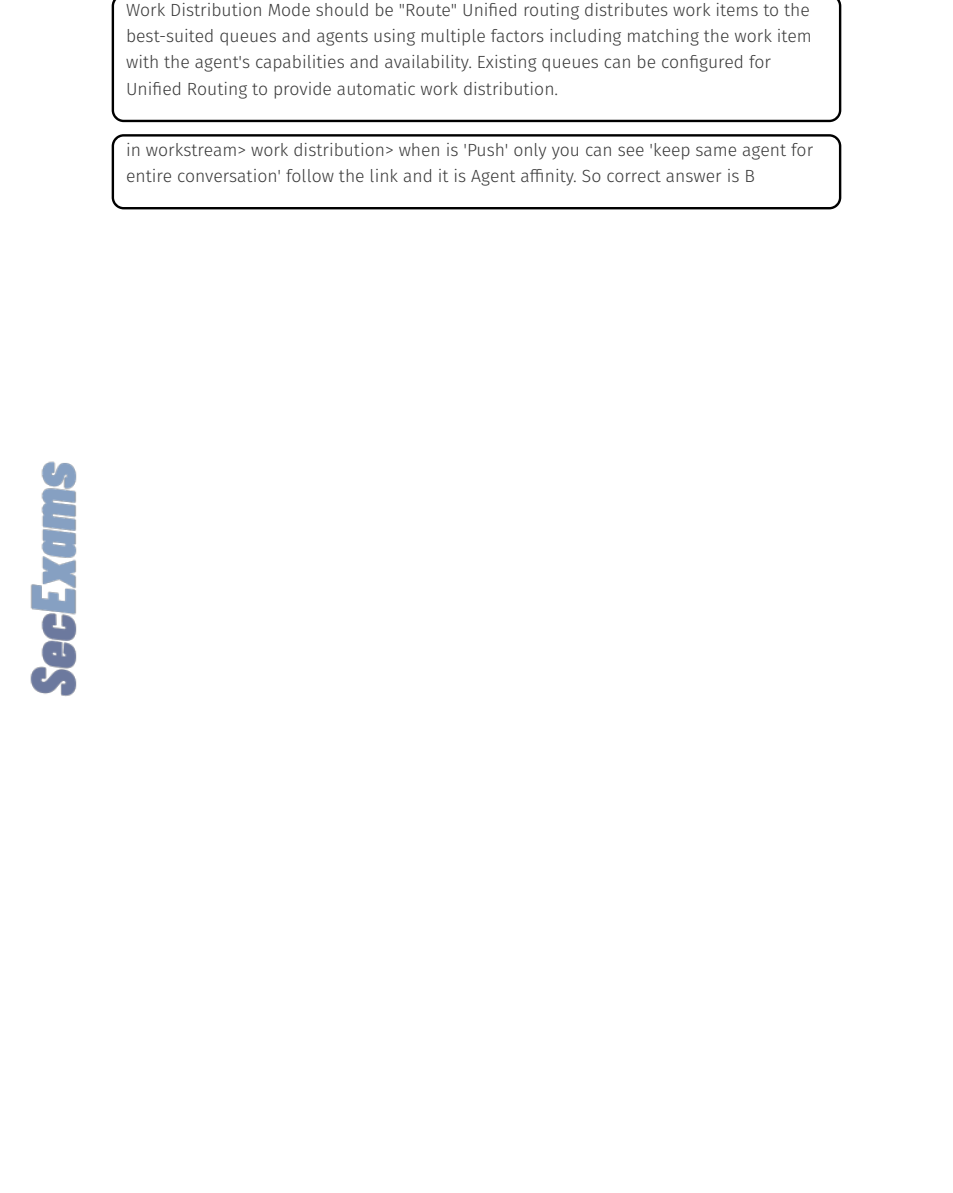 Work Distribution Mode should be "Route" Unified routing distributes work items to the
best-suited queues and agents using multiple factors including matching the work item
with the agent's capabilities and availability. Existing queues can be configured for
Unified Routing to provide automatic work distribution.
in workstream> work distribution> when is 'Push' only you can see 'keep same agent for
entire conversation' follow the link and it is Agent affinity. So correct answer is B
SecExams